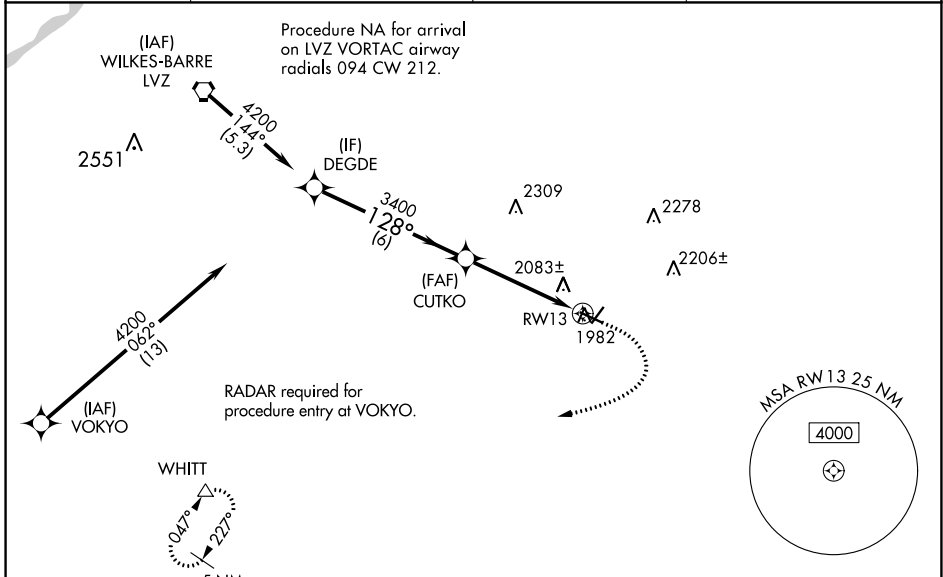 Procedure NA for arrival
on LVZ VORTAC airway
radials 094 CW 212.
(IAF)
WILKES-BARRE
LVZ
4200
144°
(5.3)
2551
(IF)
DEGDE
3400
128°
(6)
2309
2278
2206±
2083±
(FAF)
CUTKO
RW13
1982
4200
062°
(13)
(IAF)
VOKYO
RADAR required for
procedure entry at VOKYO.
MSA RW13 25 NM
4000
WHITT
047°
227°
5 NM